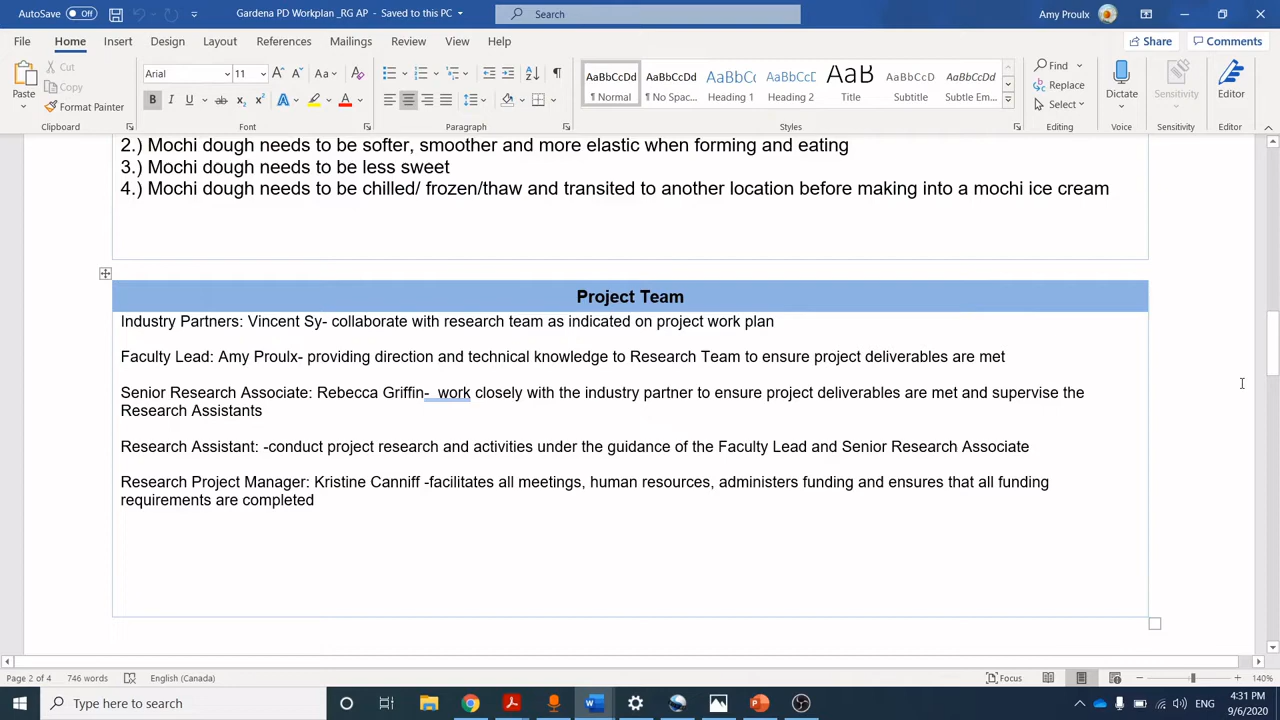 AutoSave Off Gardena PD Workplan _RG AP - Saved to this PC Search Amy Proulx
File Home Insert Design Layout References Mailings Review View Help Share Comments
Paste Cut Copy Format Painter Clipboard
Arial 11 Aa B I U ab x2 x2 A A A Font
Paragraph
AaBbCcDd ¶ Normal AaBbCcDd ¶ No Spac... AaBbCc Heading 1 AaBbCcD Heading 2 AaB Title AaBbCcD Subtitle AaBbCcDd Subtle Em... Styles
Find Replace Select Editing
Dictate Voice
Sensitivity Sensitivity
Editor Editor
2.) Mochi dough needs to be softer, smoother and more elastic when forming and eating
3.) Mochi dough needs to be less sweet
4.) Mochi dough needs to be chilled/ frozen/thaw and transited to another location before making into a mochi ice cream
Project Team
Industry Partners: Vincent Sy- collaborate with research team as indicated on project work plan
Faculty Lead: Amy Proulx- providing direction and technical knowledge to Research Team to ensure project deliverables are met
Senior Research Associate: Rebecca Griffin-  work closely with the industry partner to ensure project deliverables are met and supervise the
Research Assistants
Research Assistant: -conduct project research and activities under the guidance of the Faculty Lead and Senior Research Associate
Research Project Manager: Kristine Canniff -facilitates all meetings, human resources, administers funding and ensures that all funding
requirements are completed
Page 2 of 4 746 words English (Canada) Focus 140%
Type here to search 4:31 PM
9/6/2020